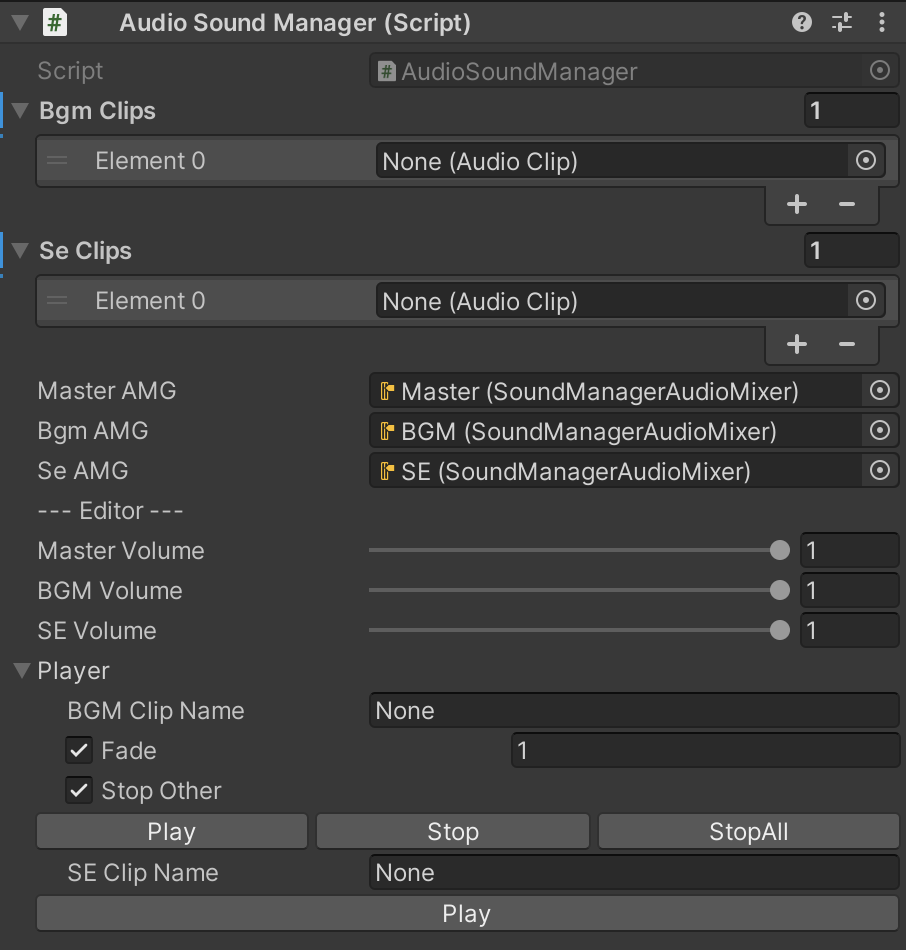 Audio Sound Manager (Script)
Script # AudioSoundManager
Bgm Clips 1
Element 0 None (Audio Clip)
+ −
Se Clips 1
Element 0 None (Audio Clip)
+ −
Master AMG Master (SoundManagerAudioMixer)
Bgm AMG BGM (SoundManagerAudioMixer)
Se AMG SE (SoundManagerAudioMixer)
--- Editor ---
Master Volume 1
BGM Volume 1
SE Volume 1
Player
BGM Clip Name None
Fade 1
Stop Other
Play Stop StopAll
SE Clip Name None
Play